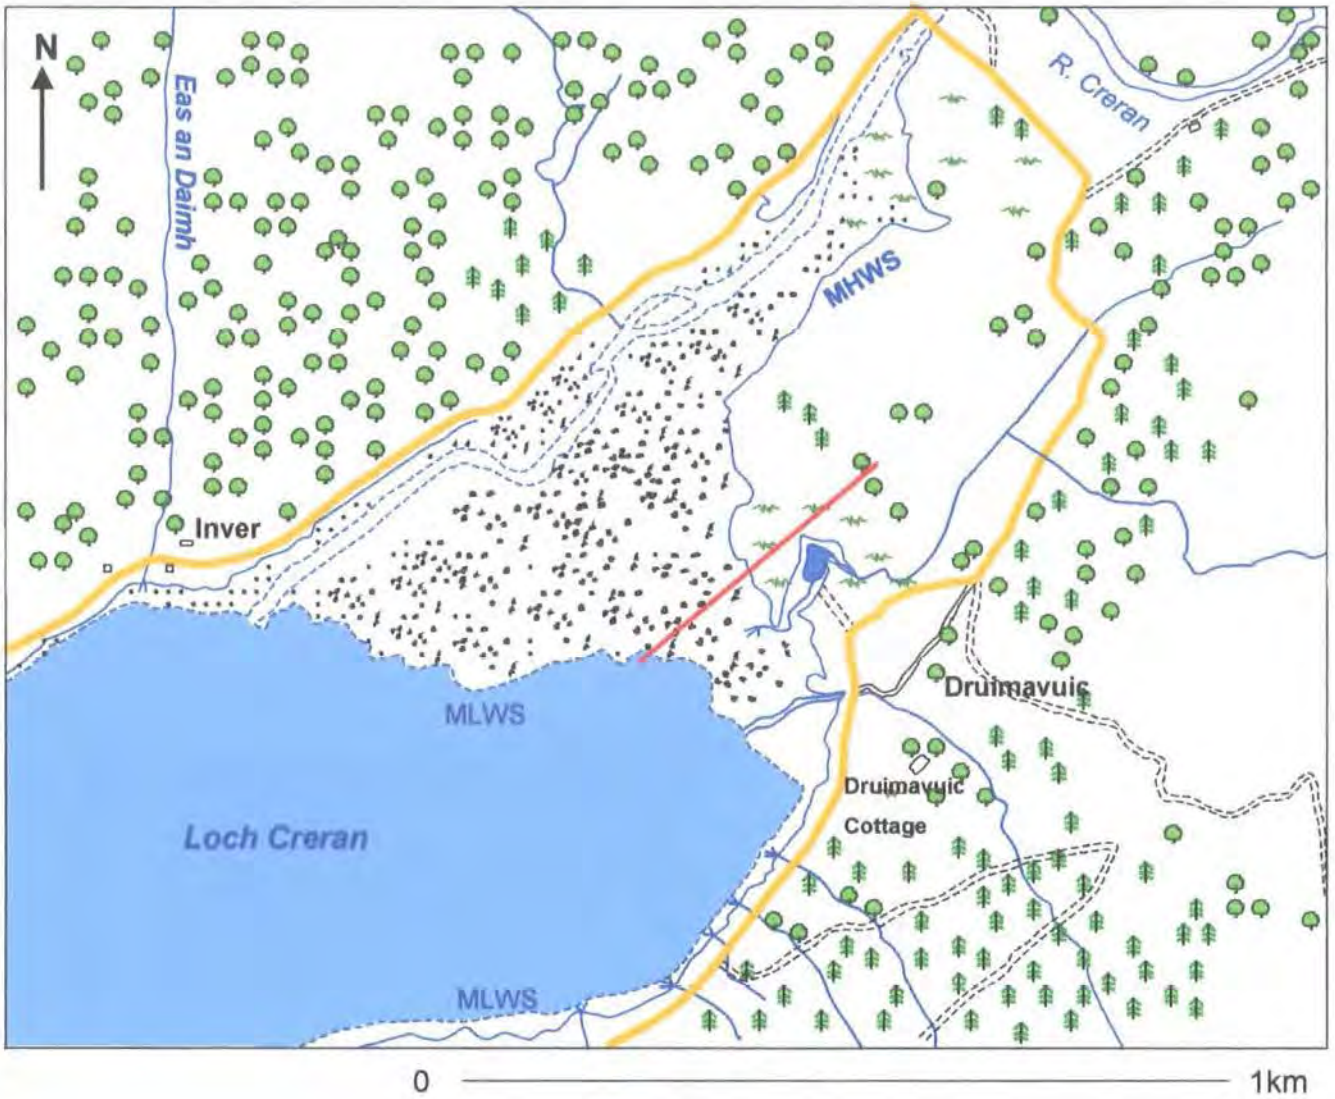 N
Eas an Daimh
R. Creran
MHWS
Inver
Druimavuic
MLWS
Druimavuic
Cottage
Loch Creran
MLWS
0 1km